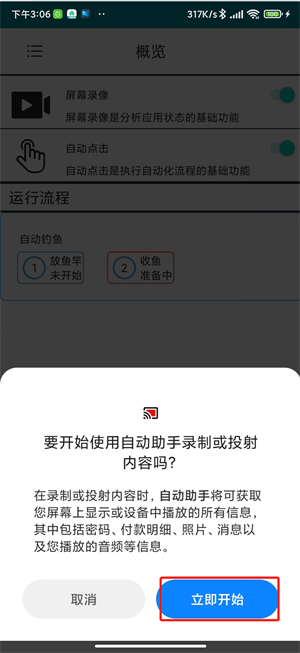 下午3:06
317K/s
100
概览
屏幕录像
屏幕录像是分析应用状态的基础功能
自动点击
自动点击是执行自动化流程的基础功能
运行流程
自动钓鱼
1 放鱼竿 未开始
2 收鱼 准备中
要开始使用自动助手录制或投射
内容吗?
在录制或投射内容时,自动助手将可获取
您屏幕上显示或设备中播放的所有信息,
其中包括密码、付款明细、照片、消息以
及您播放的音频等信息。
取消
立即开始